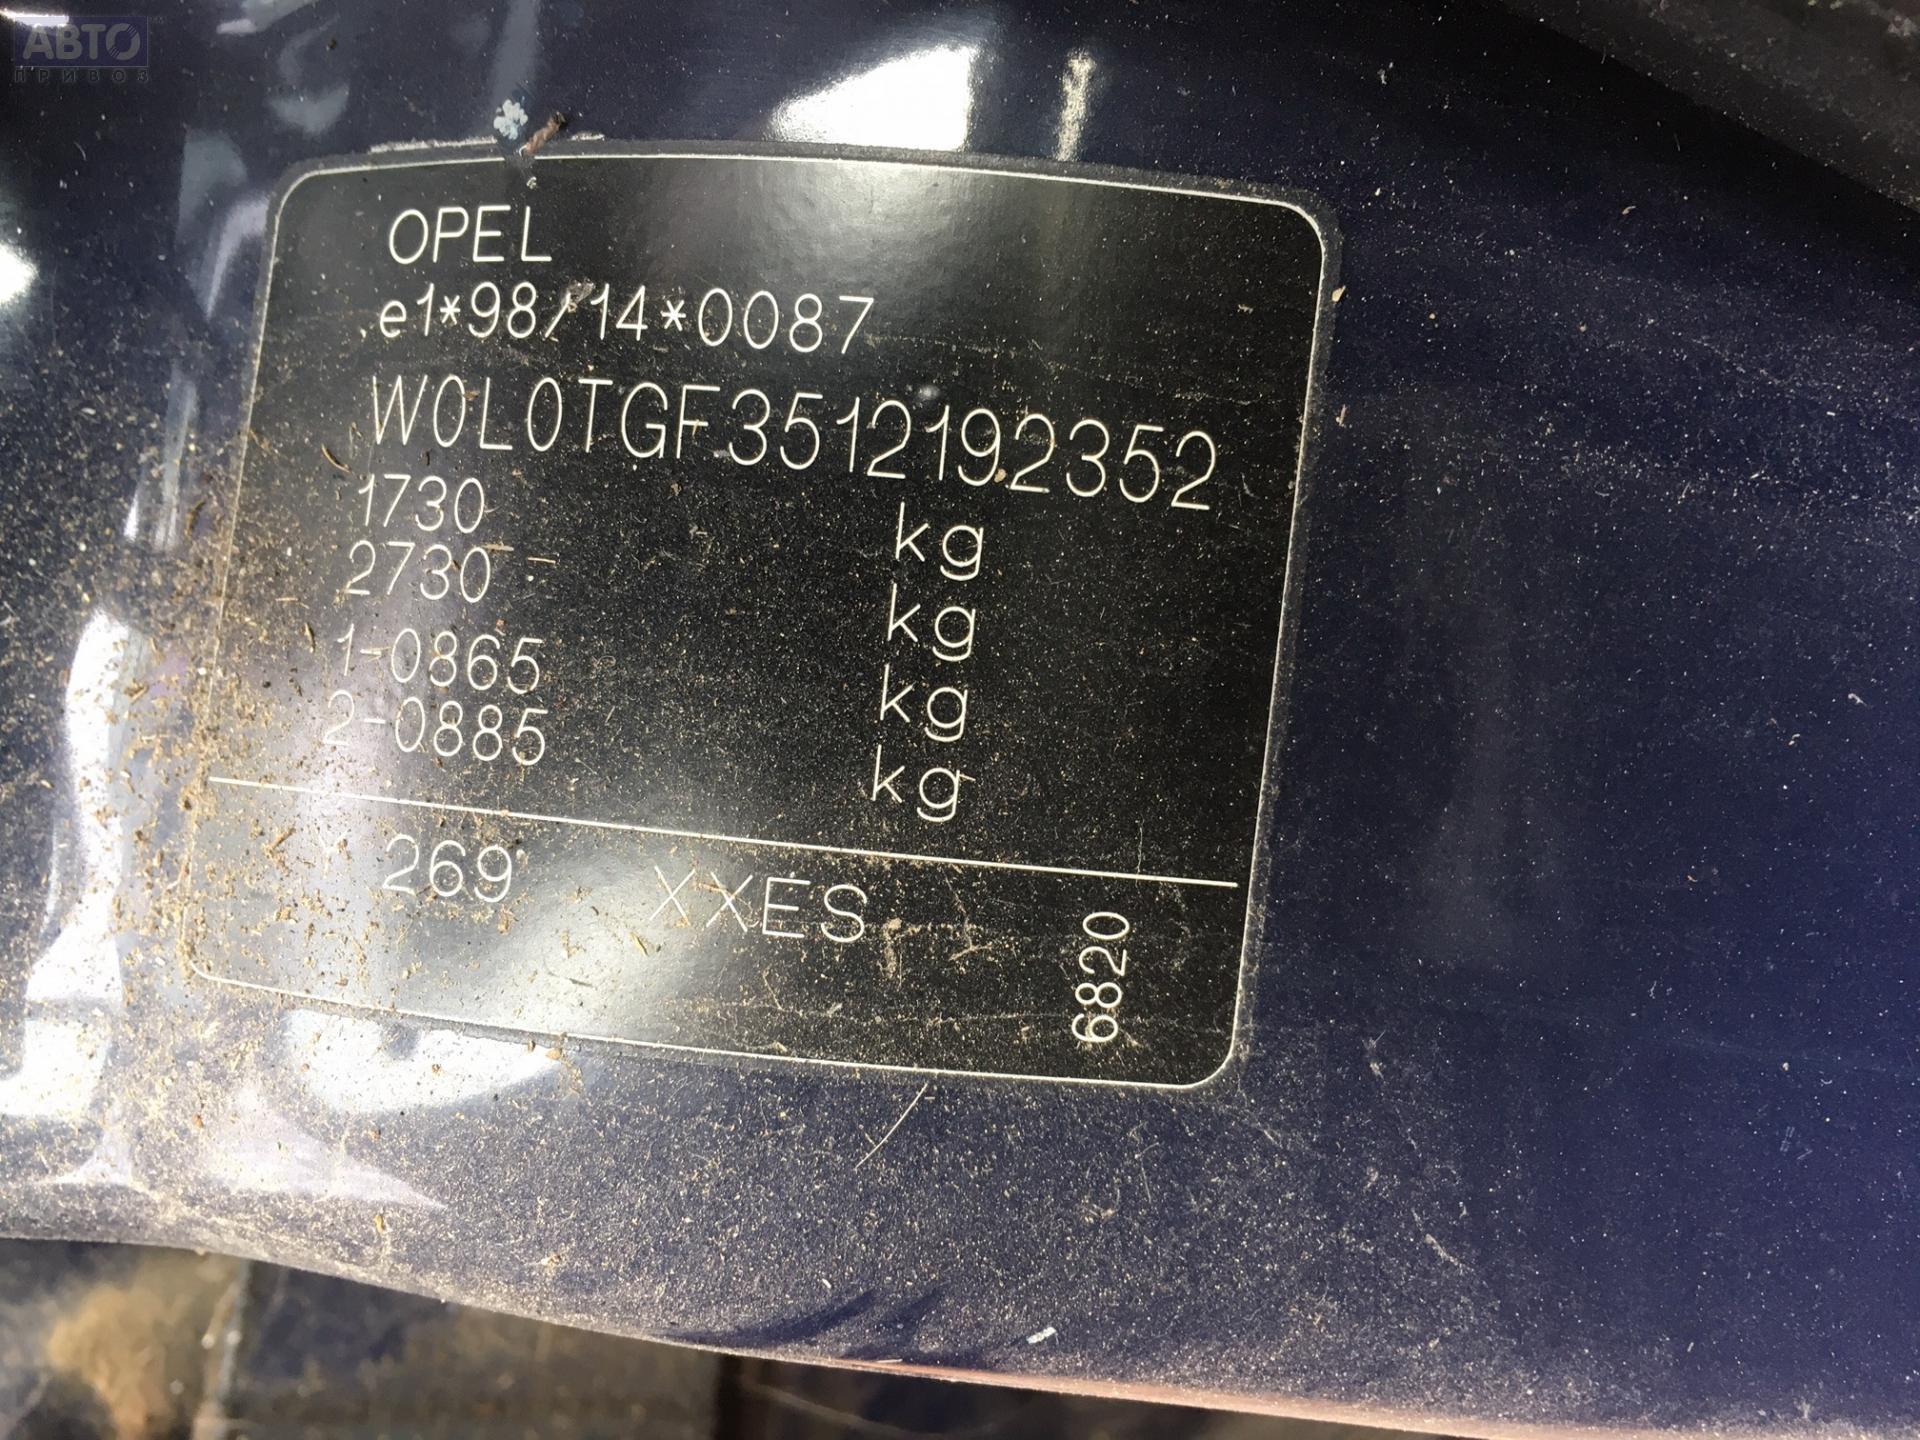 АВТО
ПРИВОЗ
OPEL
e1*98/14*0087
W0L0TGF3512192352
1730 kg
2730 kg
1-0865 kg
2-0885 kg
Y 269 XXES
6820